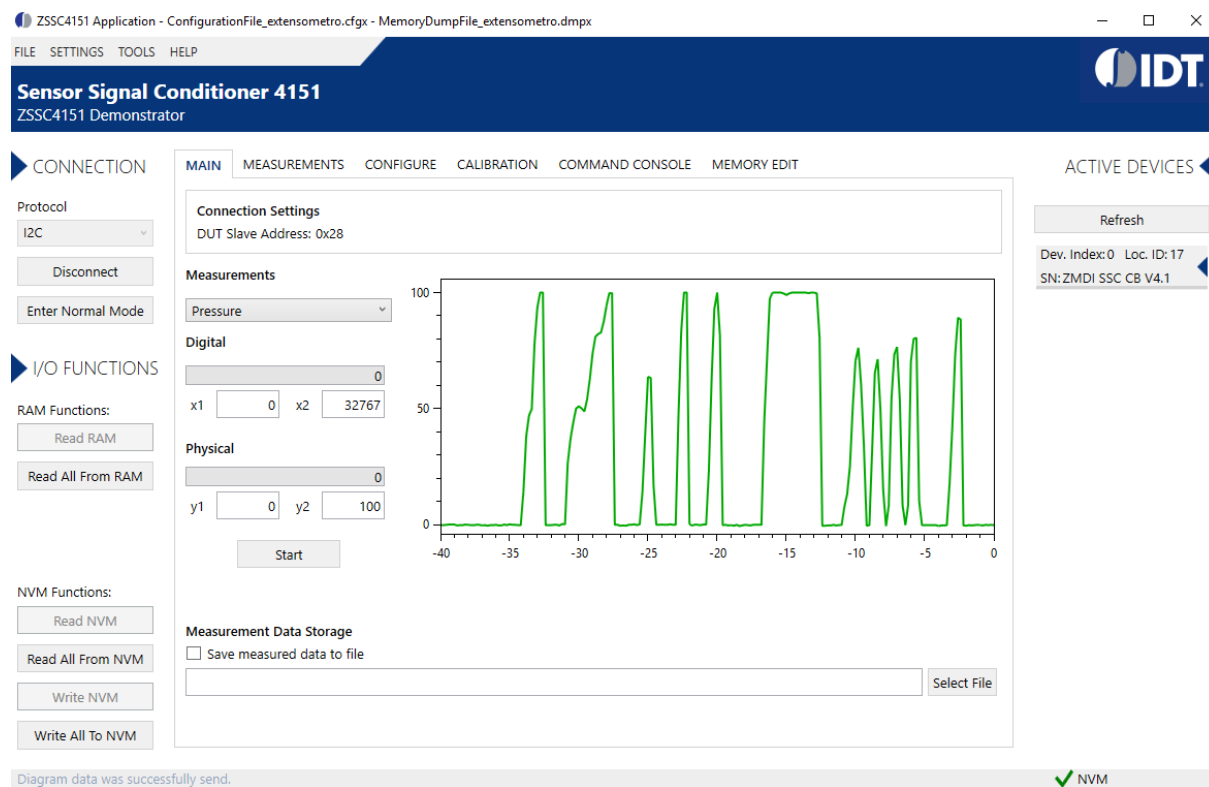 ZSSC4151 Application - ConfigurationFile_extensometro.cfgx - MemoryDumpFile_extensometro.dmpx
FILE SETTINGS TOOLS HELP
IDT
Sensor Signal Conditioner 4151
ZSSC4151 Demonstrator
CONNECTION
Protocol
I2C
Disconnect
Enter Normal Mode
I/O FUNCTIONS
RAM Functions:
Read RAM
Read All From RAM
NVM Functions:
Read NVM
Read All From NVM
Write NVM
Write All To NVM
MAIN MEASUREMENTS CONFIGURE CALIBRATION COMMAND CONSOLE MEMORY EDIT
Connection Settings
DUT Slave Address: 0x28
Measurements
Pressure
Digital
0
x1 0 x2 32767
Physical
0
y1 0 y2 100
Start
100
50
0
-40 -35 -30 -25 -20 -15 -10 -5 0
Measurement Data Storage
Save measured data to file
Select File
ACTIVE DEVICES
Refresh
Dev. Index: 0 Loc. ID: 17
SN: ZMDI SSC CB V4.1
Diagram data was successfully send.
NVM